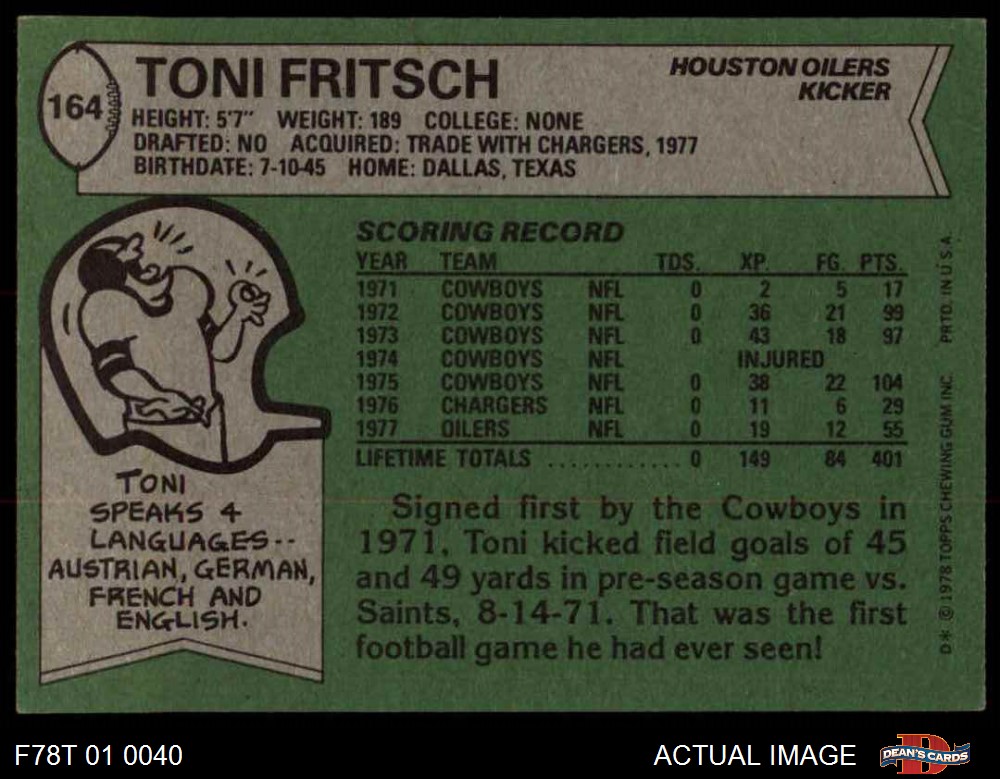 164
TONI FRITSCH
HOUSTON OILERS
KICKER
HEIGHT: 5'7" WEIGHT: 189 COLLEGE: NONE
DRAFTED: NO ACQUIRED: TRADE WITH CHARGERS, 1977
BIRTHDATE: 7-10-45 HOME: DALLAS, TEXAS
SCORING RECORD
YEAR TEAM TDS. XP. FG. PTS.
1971 COWBOYS NFL 0 2 5 17
1972 COWBOYS NFL 0 36 21 99
1973 COWBOYS NFL 0 43 18 97
1974 COWBOYS NFL INJURED
1975 COWBOYS NFL 0 38 22 104
1976 CHARGERS NFL 0 11 6 29
1977 OILERS NFL 0 19 12 55
LIFETIME TOTALS ............ 0 149 84 401
TONI
SPEAKS 4
LANGUAGES--
AUSTRIAN, GERMAN,
FRENCH AND
ENGLISH.
Signed first by the Cowboys in
1971, Toni kicked field goals of 45
and 49 yards in pre-season game vs.
Saints, 8-14-71. That was the first
football game he had ever seen!
D* © 1978 TOPPS CHEWING GUM INC. PRTD. IN U.S.A.
F78T 01 0040
ACTUAL IMAGE
D
DEAN'S CARDS